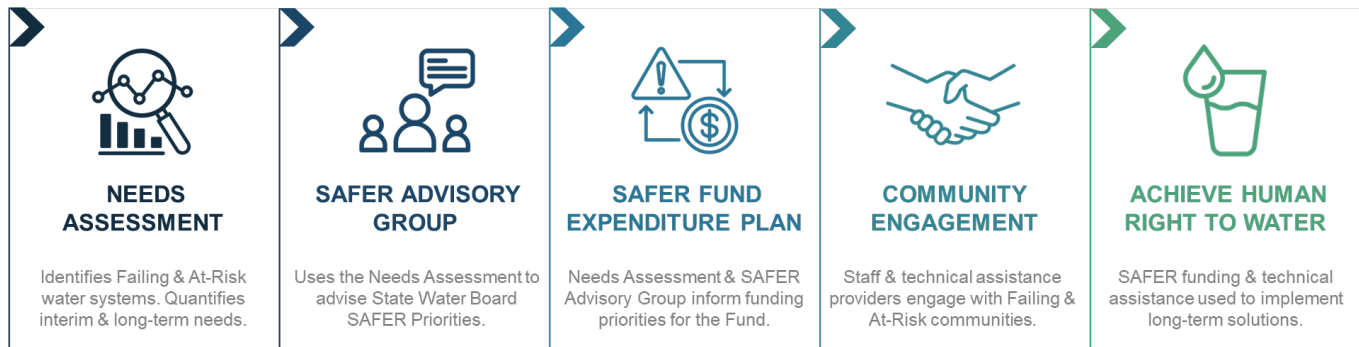 NEEDS
ASSESSMENT
Identifies Failing & At-Risk
water systems. Quantifies
interim & long-term needs.
SAFER ADVISORY
GROUP
Uses the Needs Assessment to
advise State Water Board
SAFER Priorities.
$
SAFER FUND
EXPENDITURE PLAN
Needs Assessment & SAFER
Advisory Group inform funding
priorities for the Fund.
COMMUNITY
ENGAGEMENT
Staff & technical assistance
providers engage with Failing &
At-Risk communities.
ACHIEVE HUMAN
RIGHT TO WATER
SAFER funding & technical
assistance used to implement
long-term solutions.